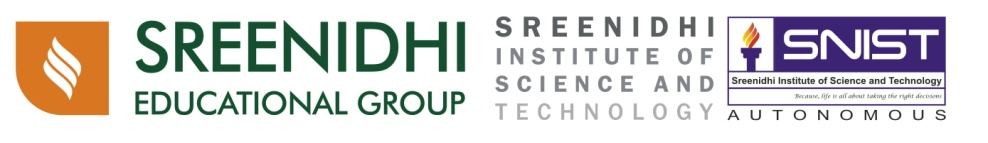 SREENIDHI
EDUCATIONAL GROUP
SREENIDHI
INSTITUTE OF
SCIENCE AND
TECHNOLOGY
SNIST
Sreenidhi Institute of Science and Technology
Because, life is all about taking the right decisions
AUTONOMOUS